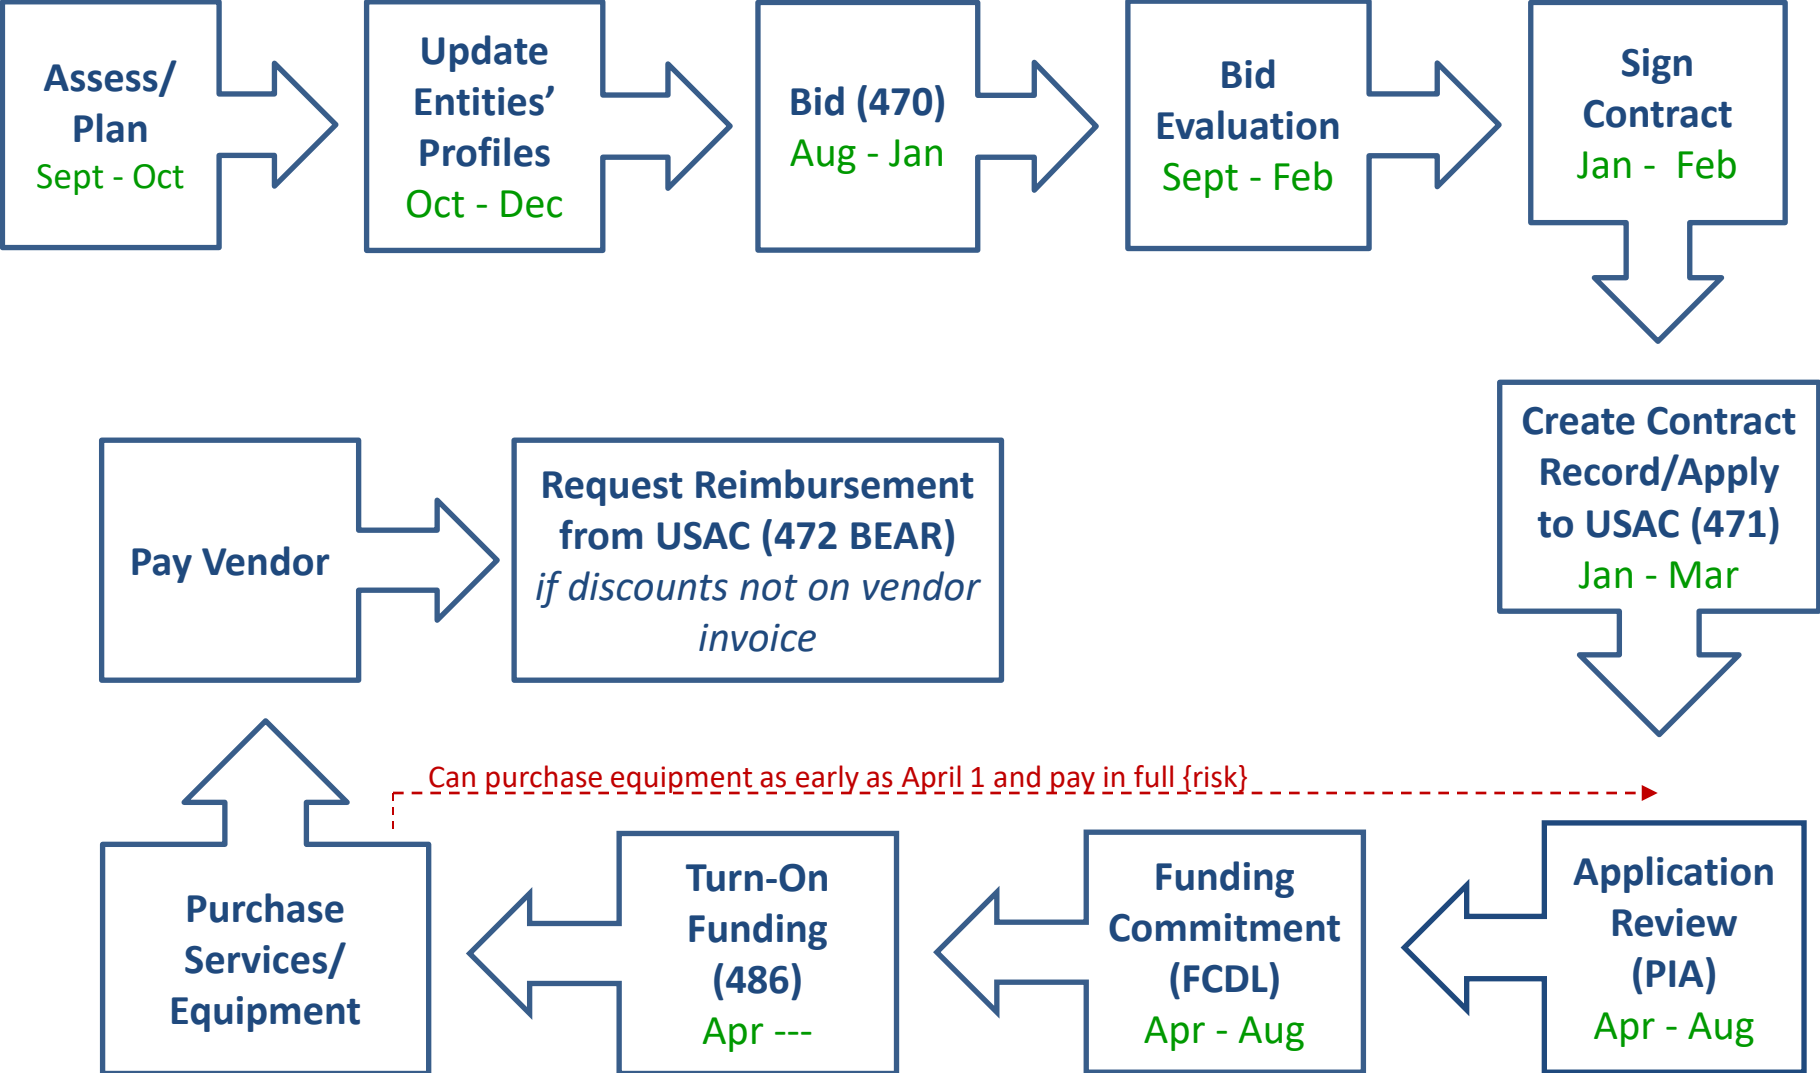 Assess/
Plan
Sept - Oct
Update
Entities’
Profiles
Oct - Dec
Bid (470)
Aug - Jan
Bid
Evaluation
Sept - Feb
Sign
Contract
Jan -  Feb
Create Contract
Record/Apply
to USAC (471)
Jan - Mar
Application
Review
(PIA)
Apr - Aug
Funding
Commitment
(FCDL)
Apr - Aug
Turn-On
Funding
(486)
Apr ---
Can purchase equipment as early as April 1 and pay in full {risk}
Purchase
Services/
Equipment
Pay Vendor
Request Reimbursement
from USAC (472 BEAR)
if discounts not on vendor
invoice